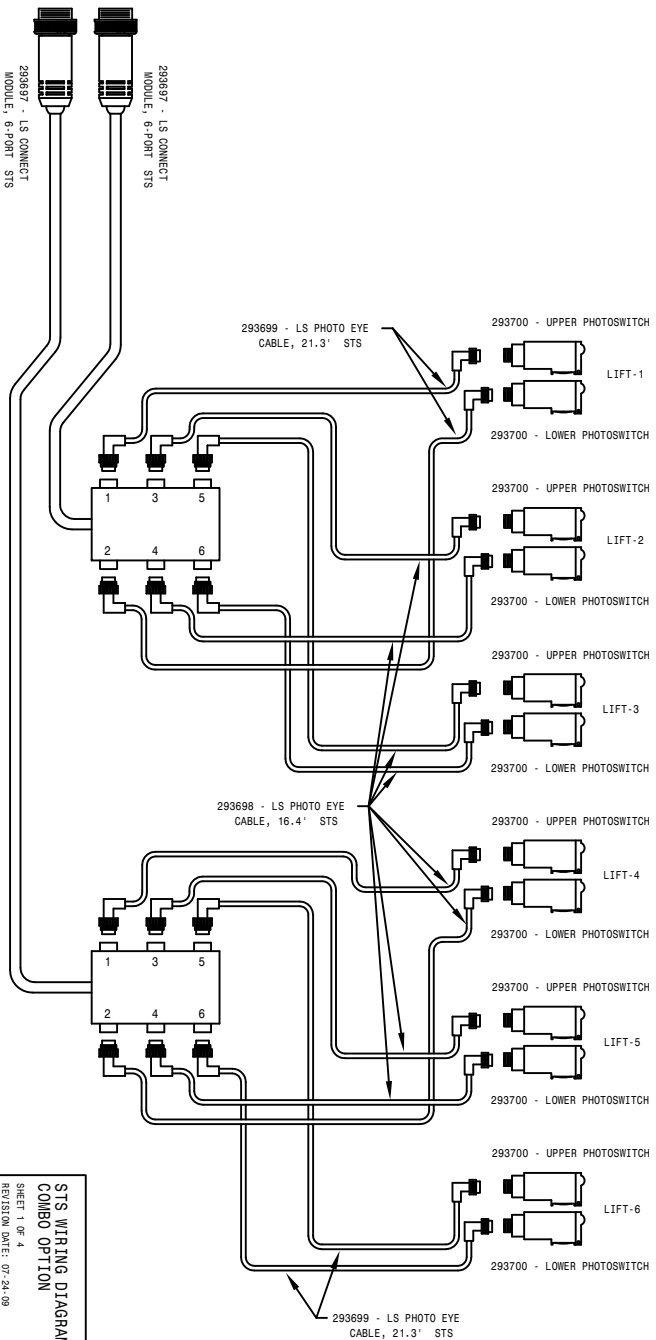 293697 - LS CONNECT
MODULE, 6-PORT STS
293697 - LS CONNECT
MODULE, 6-PORT STS
293699 - LS PHOTO EYE
CABLE, 21.3' STS
293700 - UPPER PHOTOSWITCH
LIFT-1
293700 - LOWER PHOTOSWITCH
1 3 5
2 4 6
293700 - UPPER PHOTOSWITCH
LIFT-2
293700 - LOWER PHOTOSWITCH
293700 - UPPER PHOTOSWITCH
LIFT-3
293700 - LOWER PHOTOSWITCH
293698 - LS PHOTO EYE
CABLE, 16.4' STS
293700 - UPPER PHOTOSWITCH
LIFT-4
293700 - LOWER PHOTOSWITCH
1 3 5
2 4 6
293700 - UPPER PHOTOSWITCH
LIFT-5
293700 - LOWER PHOTOSWITCH
293700 - UPPER PHOTOSWITCH
LIFT-6
293700 - LOWER PHOTOSWITCH
293699 - LS PHOTO EYE
CABLE, 21.3' STS
STS WIRING DIAGRAM
COMBO OPTION
SHEET 1 OF 4
REVISION DATE: 07-24-09